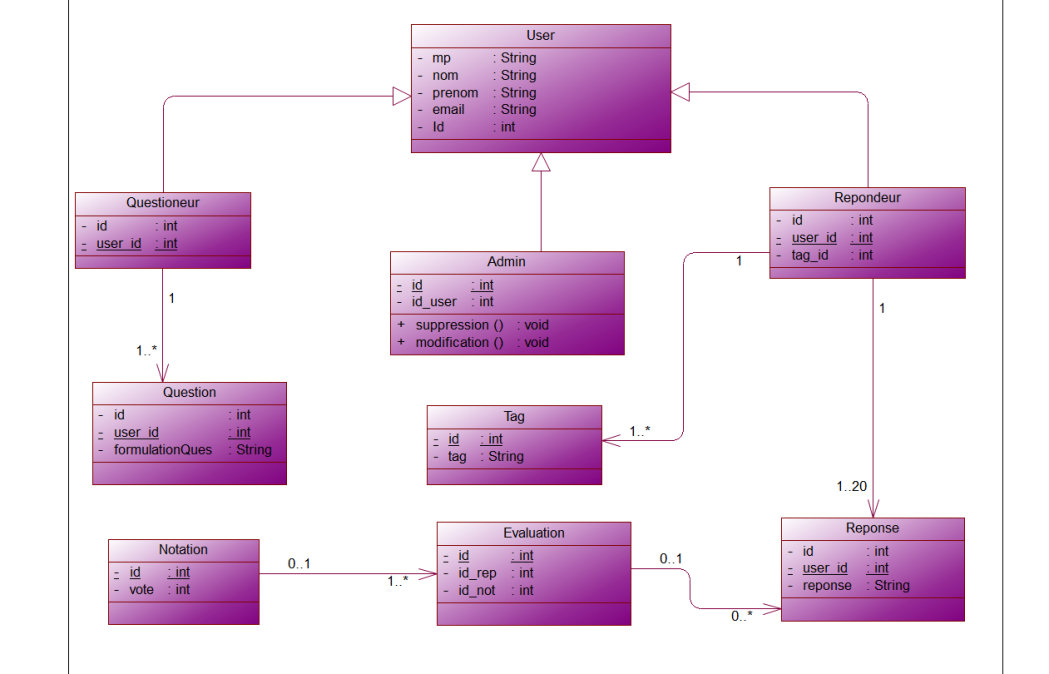 User
- mp : String
- nom : String
- prenom : String
- email : String
- Id : int
Questioneur
- id : int
- user_id : int
Repondeur
- id : int
- user_id : int
- tag_id : int
Admin
- id : int
- id_user : int
+ suppression () : void
+ modification () : void
1
1..*
1
1..*
1
1..20
Question
- id : int
- user_id : int
- formulationQues : String
Tag
- id : int
- tag : String
Notation
- id : int
- vote : int
0..1
1..*
Evaluation
- id : int
- id_rep : int
- id_not : int
0..1
0..*
Reponse
- id : int
- user_id : int
- reponse : String